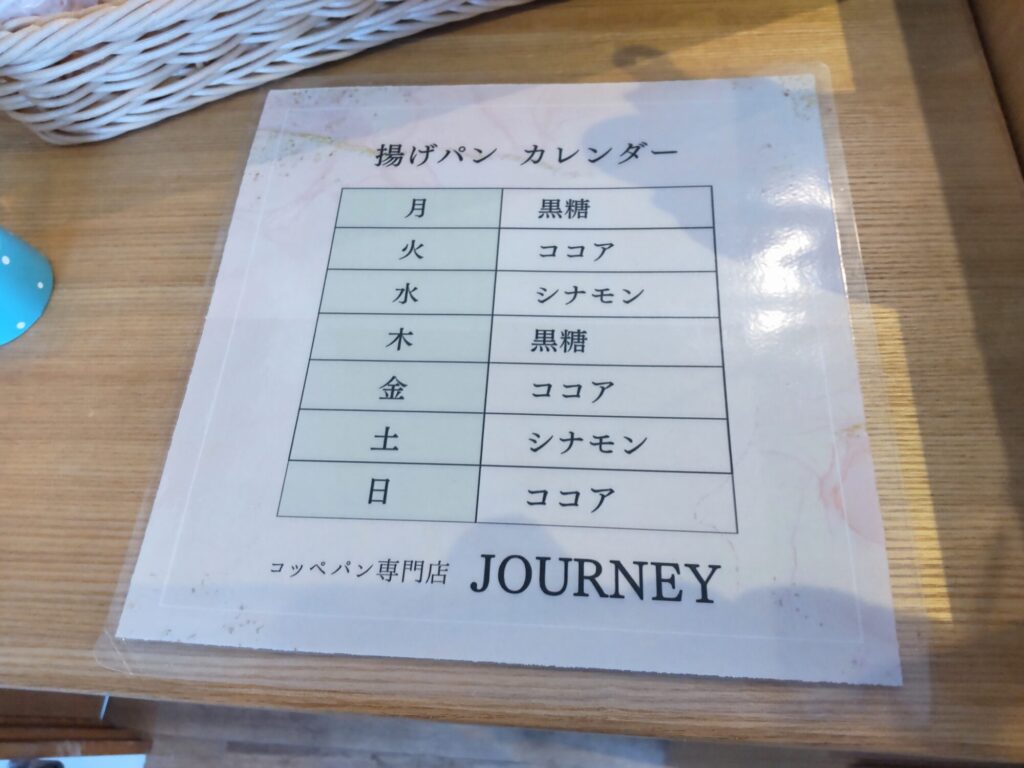 揚げパン カレンダー
月 黒糖
火 ココア
水 シナモン
木 黒糖
金 ココア
土 シナモン
日 ココア
コッペパン専門店 JOURNEY